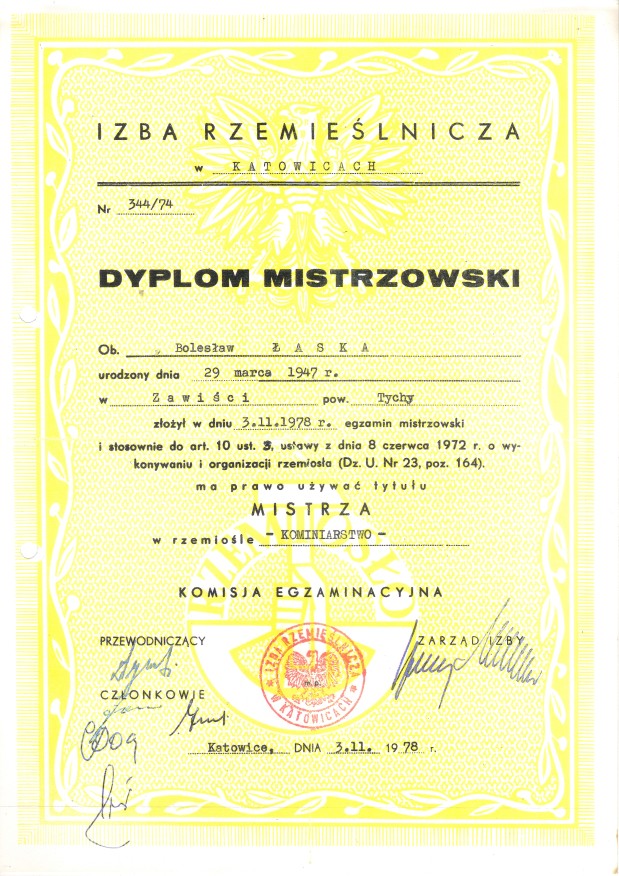 IZBA RZEMIEŚLNICZA
w KATOWICACH
Nr 344/74
DYPLOM MISTRZOWSKI
Ob. Bolesław ŁASKA
urodzony dnia 29 marca 1947 r.
w Zawiści pow. Tychy
złożył w dniu 3.11.1978 r. egzamin mistrzowski
i stosownie do art. 10 ust. 3, ustawy z dnia 8 czerwca 1972 r. o wy-
konywaniu i organizacji rzemiosła (Dz. U. Nr 23, poz. 164).
ma prawo używać tytułu
MISTRZA
w rzemiośle - KOMINIARSTWO -
KOMISJA EGZAMINACYJNA
PRZEWODNICZĄCY
ZARZĄD IZBY
IZBA RZEMIEŚLNICZA
W KATOWICACH
CZŁONKOWIE
Katowice, DNIA 3.11. 1978 r.